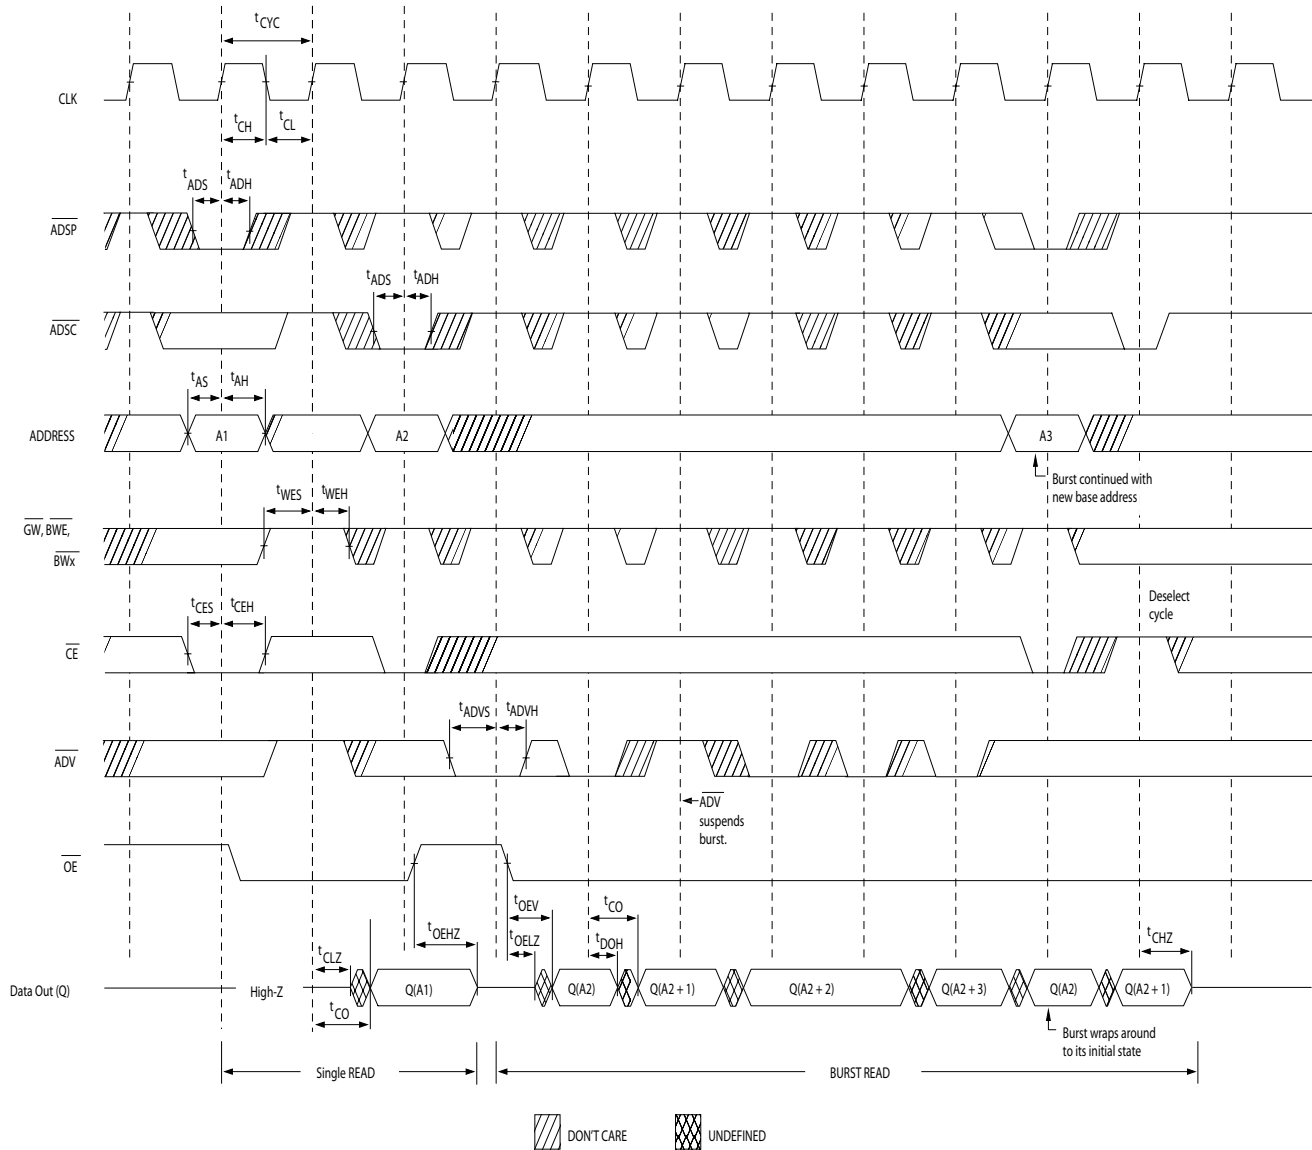 tCYC
CLK
tCH
tCL
tADS
tADH
ADSP
tADS
tADH
ADSC
tAS
tAH
ADDRESS
A1
A2
A3
Burst continued with
new base address
tWES
tWEH
GW, BWE,
BWx
Deselect
cycle
tCES
tCEH
CE
tADVS
tADVH
ADV
ADV
suspends
burst.
OE
tOEV
tCO
tOEHZ
tOELZ
tDOH
tCHZ
tCLZ
Data Out (Q)
High-Z
Q(A1)
Q(A2)
Q(A2 + 1)
Q(A2 + 2)
Q(A2 + 3)
Q(A2)
Q(A2 + 1)
tCO
Burst wraps around
to its initial state
Single READ
BURST READ
DON'T CARE
UNDEFINED